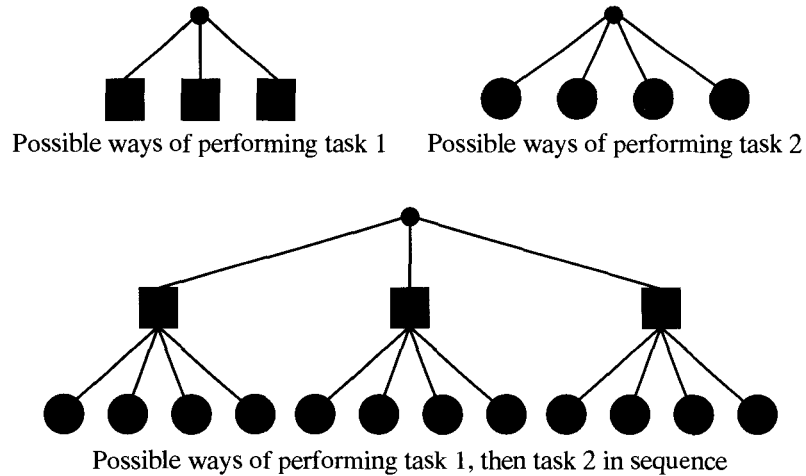 Possible ways of performing task 1
Possible ways of performing task 2
Possible ways of performing task 1, then task 2 in sequence